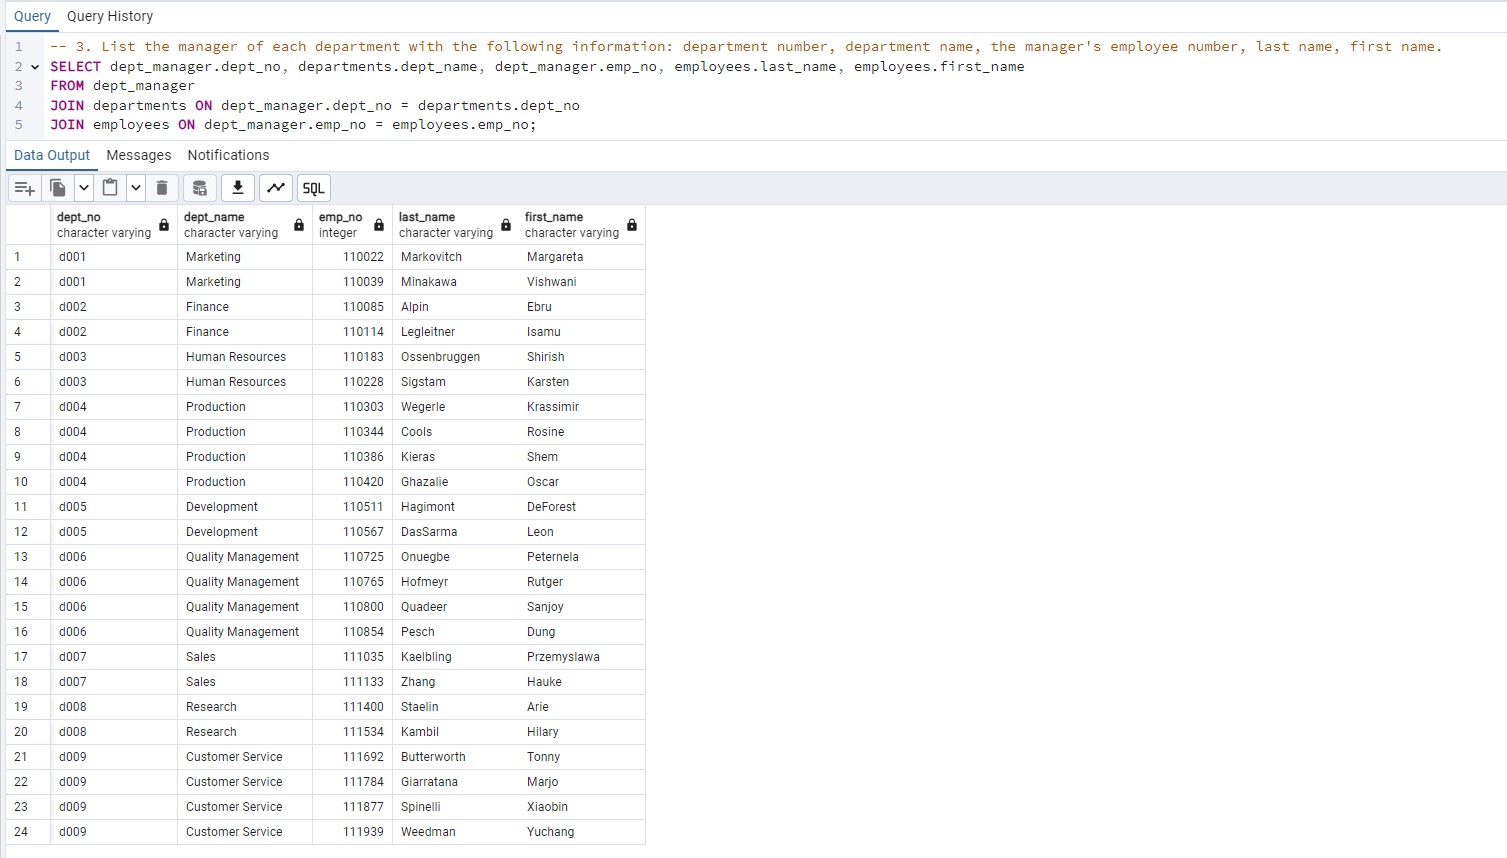 Query Query History
1 -- 3. List the manager of each department with the following information: department number, department name, the manager's employee number, last name, first name.
2 SELECT dept_manager.dept_no, departments.dept_name, dept_manager.emp_no, employees.last_name, employees.first_name
3 FROM dept_manager
4 JOIN departments ON dept_manager.dept_no = departments.dept_no
5 JOIN employees ON dept_manager.emp_no = employees.emp_no;
Data Output Messages Notifications
SQL
dept_no dept_name emp_no last_name first_name
character varying character varying integer character varying character varying
1 d001 Marketing 110022 Markovitch Margareta
2 d001 Marketing 110039 Minakawa Vishwani
3 d002 Finance 110085 Alpin Ebru
4 d002 Finance 110114 Legleitner Isamu
5 d003 Human Resources 110183 Ossenbruggen Shirish
6 d003 Human Resources 110228 Sigstam Karsten
7 d004 Production 110303 Wegerle Krassimir
8 d004 Production 110344 Cools Rosine
9 d004 Production 110386 Kieras Shem
10 d004 Production 110420 Ghazalie Oscar
11 d005 Development 110511 Hagimont DeForest
12 d005 Development 110567 DasSarma Leon
13 d006 Quality Management 110725 Onuegbe Peternela
14 d006 Quality Management 110765 Hofmeyr Rutger
15 d006 Quality Management 110800 Quadeer Sanjoy
16 d006 Quality Management 110854 Pesch Dung
17 d007 Sales 111035 Kaelbling Przemyslawa
18 d007 Sales 111133 Zhang Hauke
19 d008 Research 111400 Staelin Arie
20 d008 Research 111534 Kambil Hilary
21 d009 Customer Service 111692 Butterworth Tonny
22 d009 Customer Service 111784 Giarratana Marjo
23 d009 Customer Service 111877 Spinelli Xiaobin
24 d009 Customer Service 111939 Weedman Yuchang